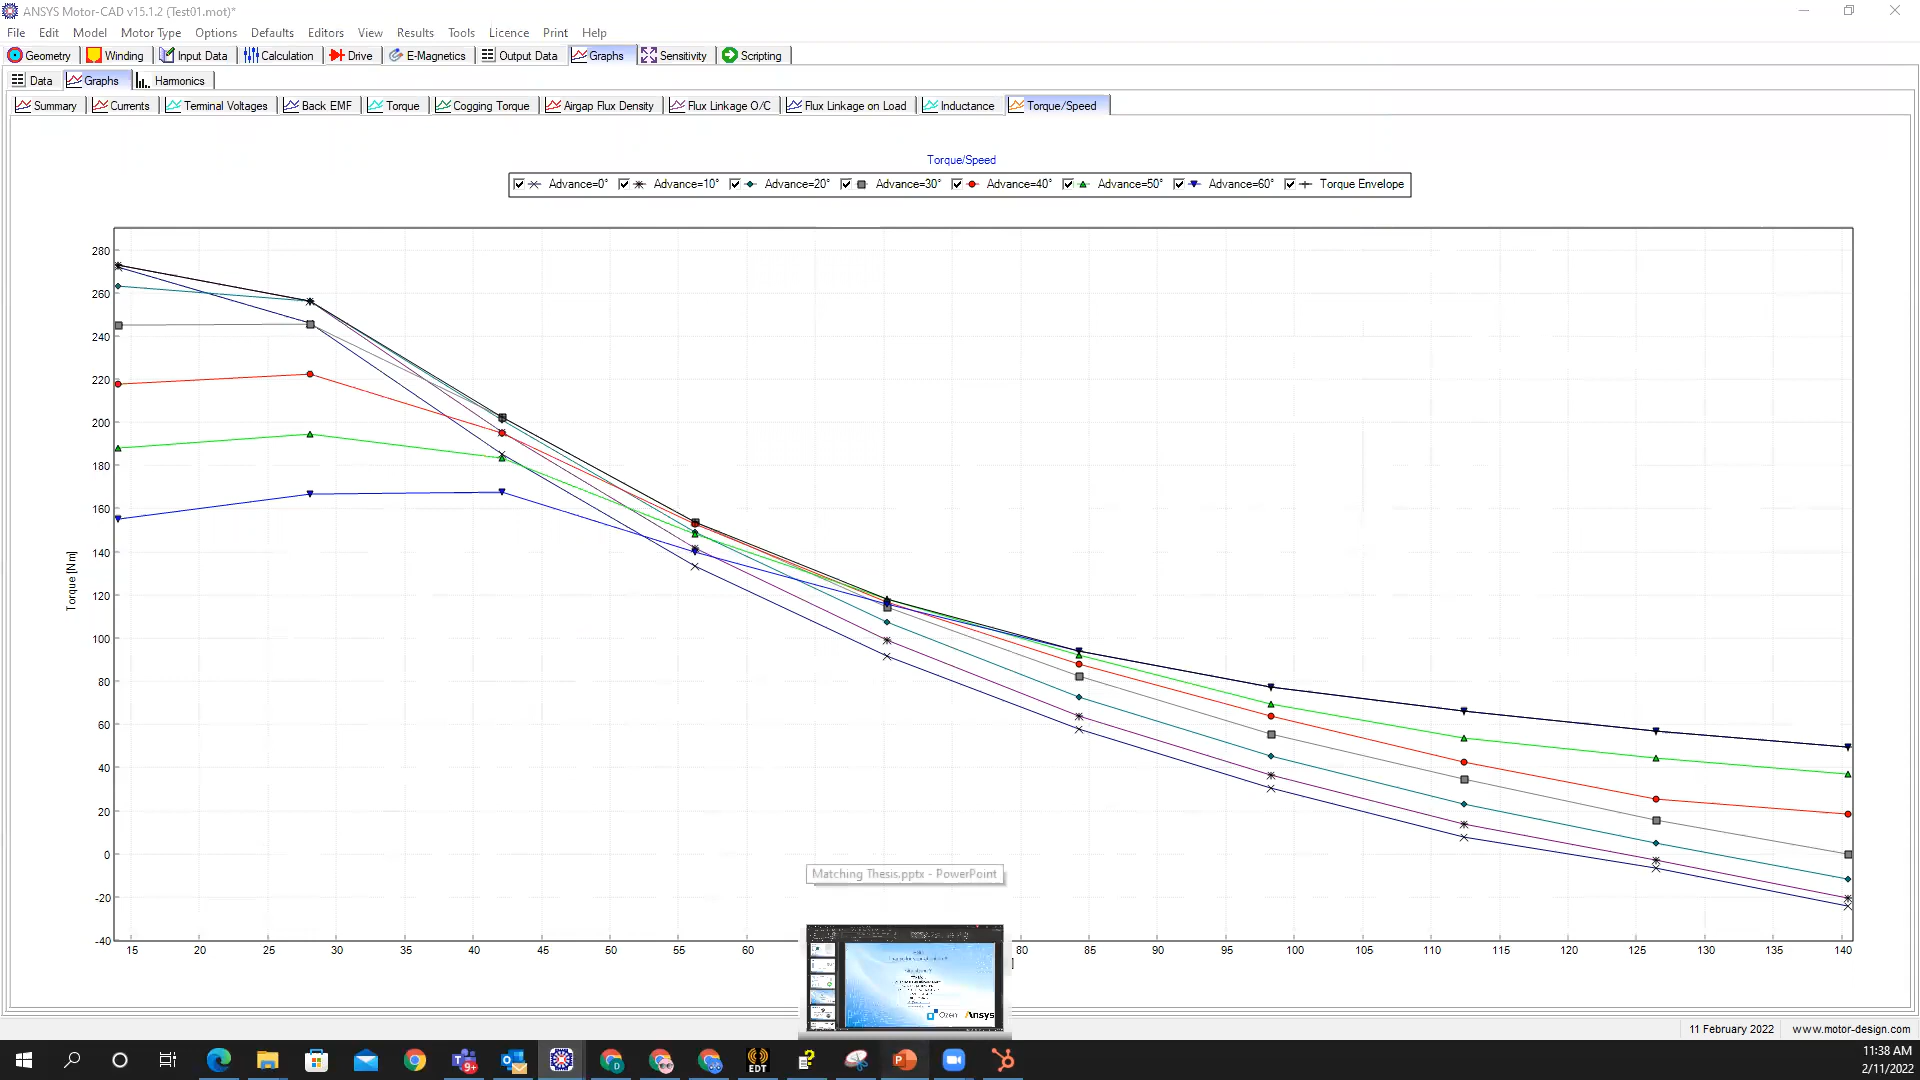 ANSYS Motor-CAD v15.1.2 (Test01.mot)*
File Edit Model Motor Type Options Defaults Editors View Results Tools Licence Print Help
Geometry Winding Input Data Calculation Drive E-Magnetics Output Data Graphs Sensitivity Scripting
Data Graphs Harmonics
Summary Currents Terminal Voltages Back EMF Torque Cogging Torque Airgap Flux Density Flux Linkage O/C Flux Linkage on Load Inductance Torque/Speed
Torque/Speed
Advance=0° Advance=10° Advance=20° Advance=30° Advance=40° Advance=50° Advance=60° Torque Envelope
280
260
240
220
200
180
160
140
120
100
80
60
40
20
0
-20
-40
Torque [Nm]
15 20 25 30 35 40 45 50 55 60 80 85 90 95 100 105 110 115 120 125 130 135 140
Matching Thesis.pptx - PowerPoint
Ozen Ansys
11 February 2022 www.motor-design.com
9+
EDT
11:38 AM
2/11/2022